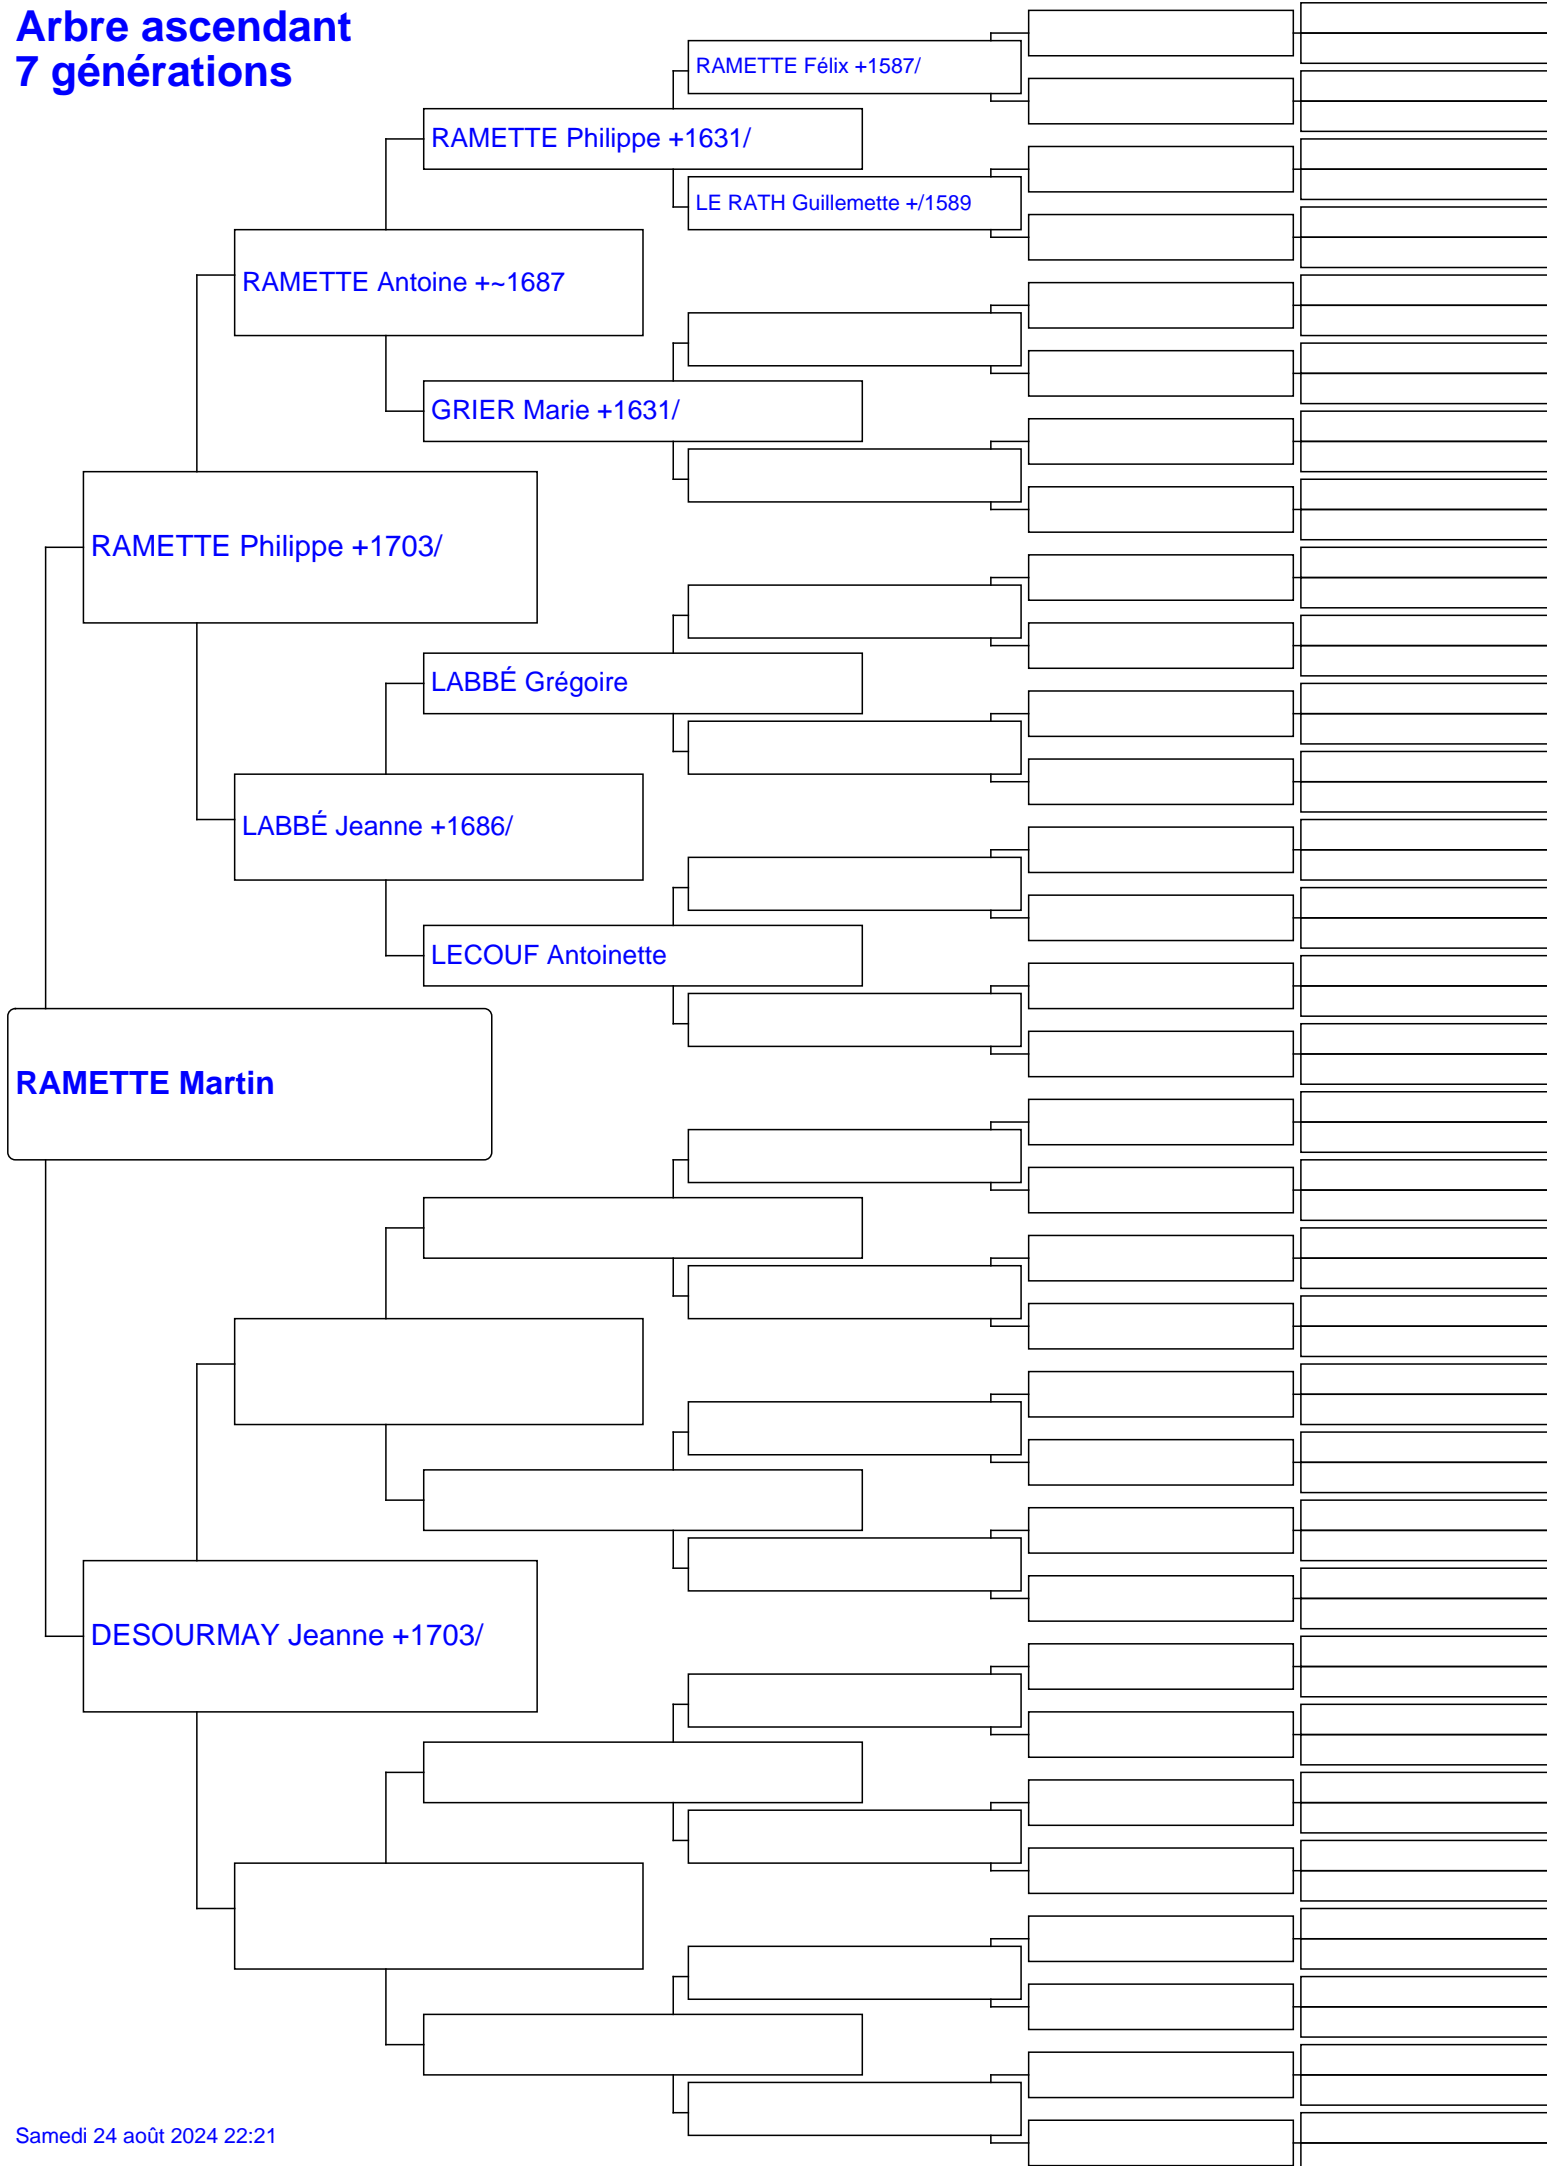 Arbre ascendant
7 générations
RAMETTE Félix +1587/
RAMETTE Philippe +1631/
LE RATH Guillemette +/1589
RAMETTE Antoine +~1687
GRIER Marie +1631/
RAMETTE Philippe +1703/
LABBÉ Grégoire
LABBÉ Jeanne +1686/
LECOUF Antoinette
RAMETTE Martin
DESOURMAY Jeanne +1703/
Samedi 24 août 2024 22:21